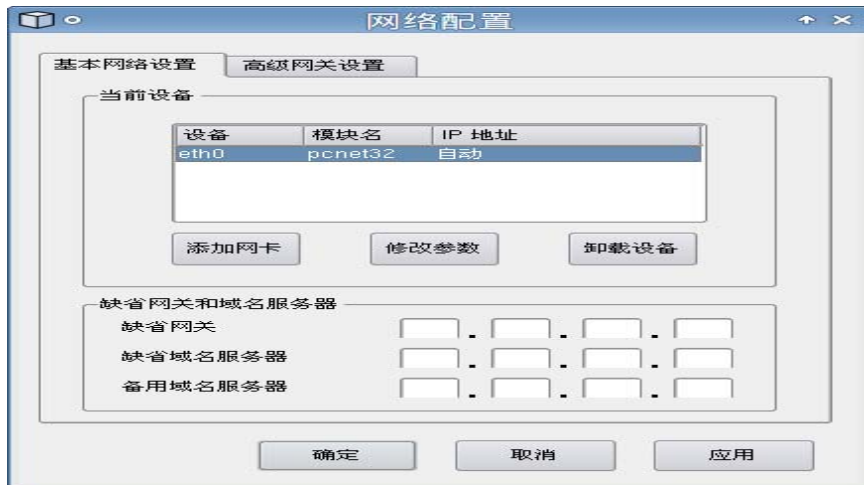 网络配置
基本网络设置 高级网关设置
当前设备
设备 模块名 IP 地址
eth0 pcnet32 自动
添加网卡 修改参数 卸载设备
缺省网关和域名服务器
缺省网关 . . .
缺省域名服务器 . . .
备用域名服务器 . . .
确定 取消 应用